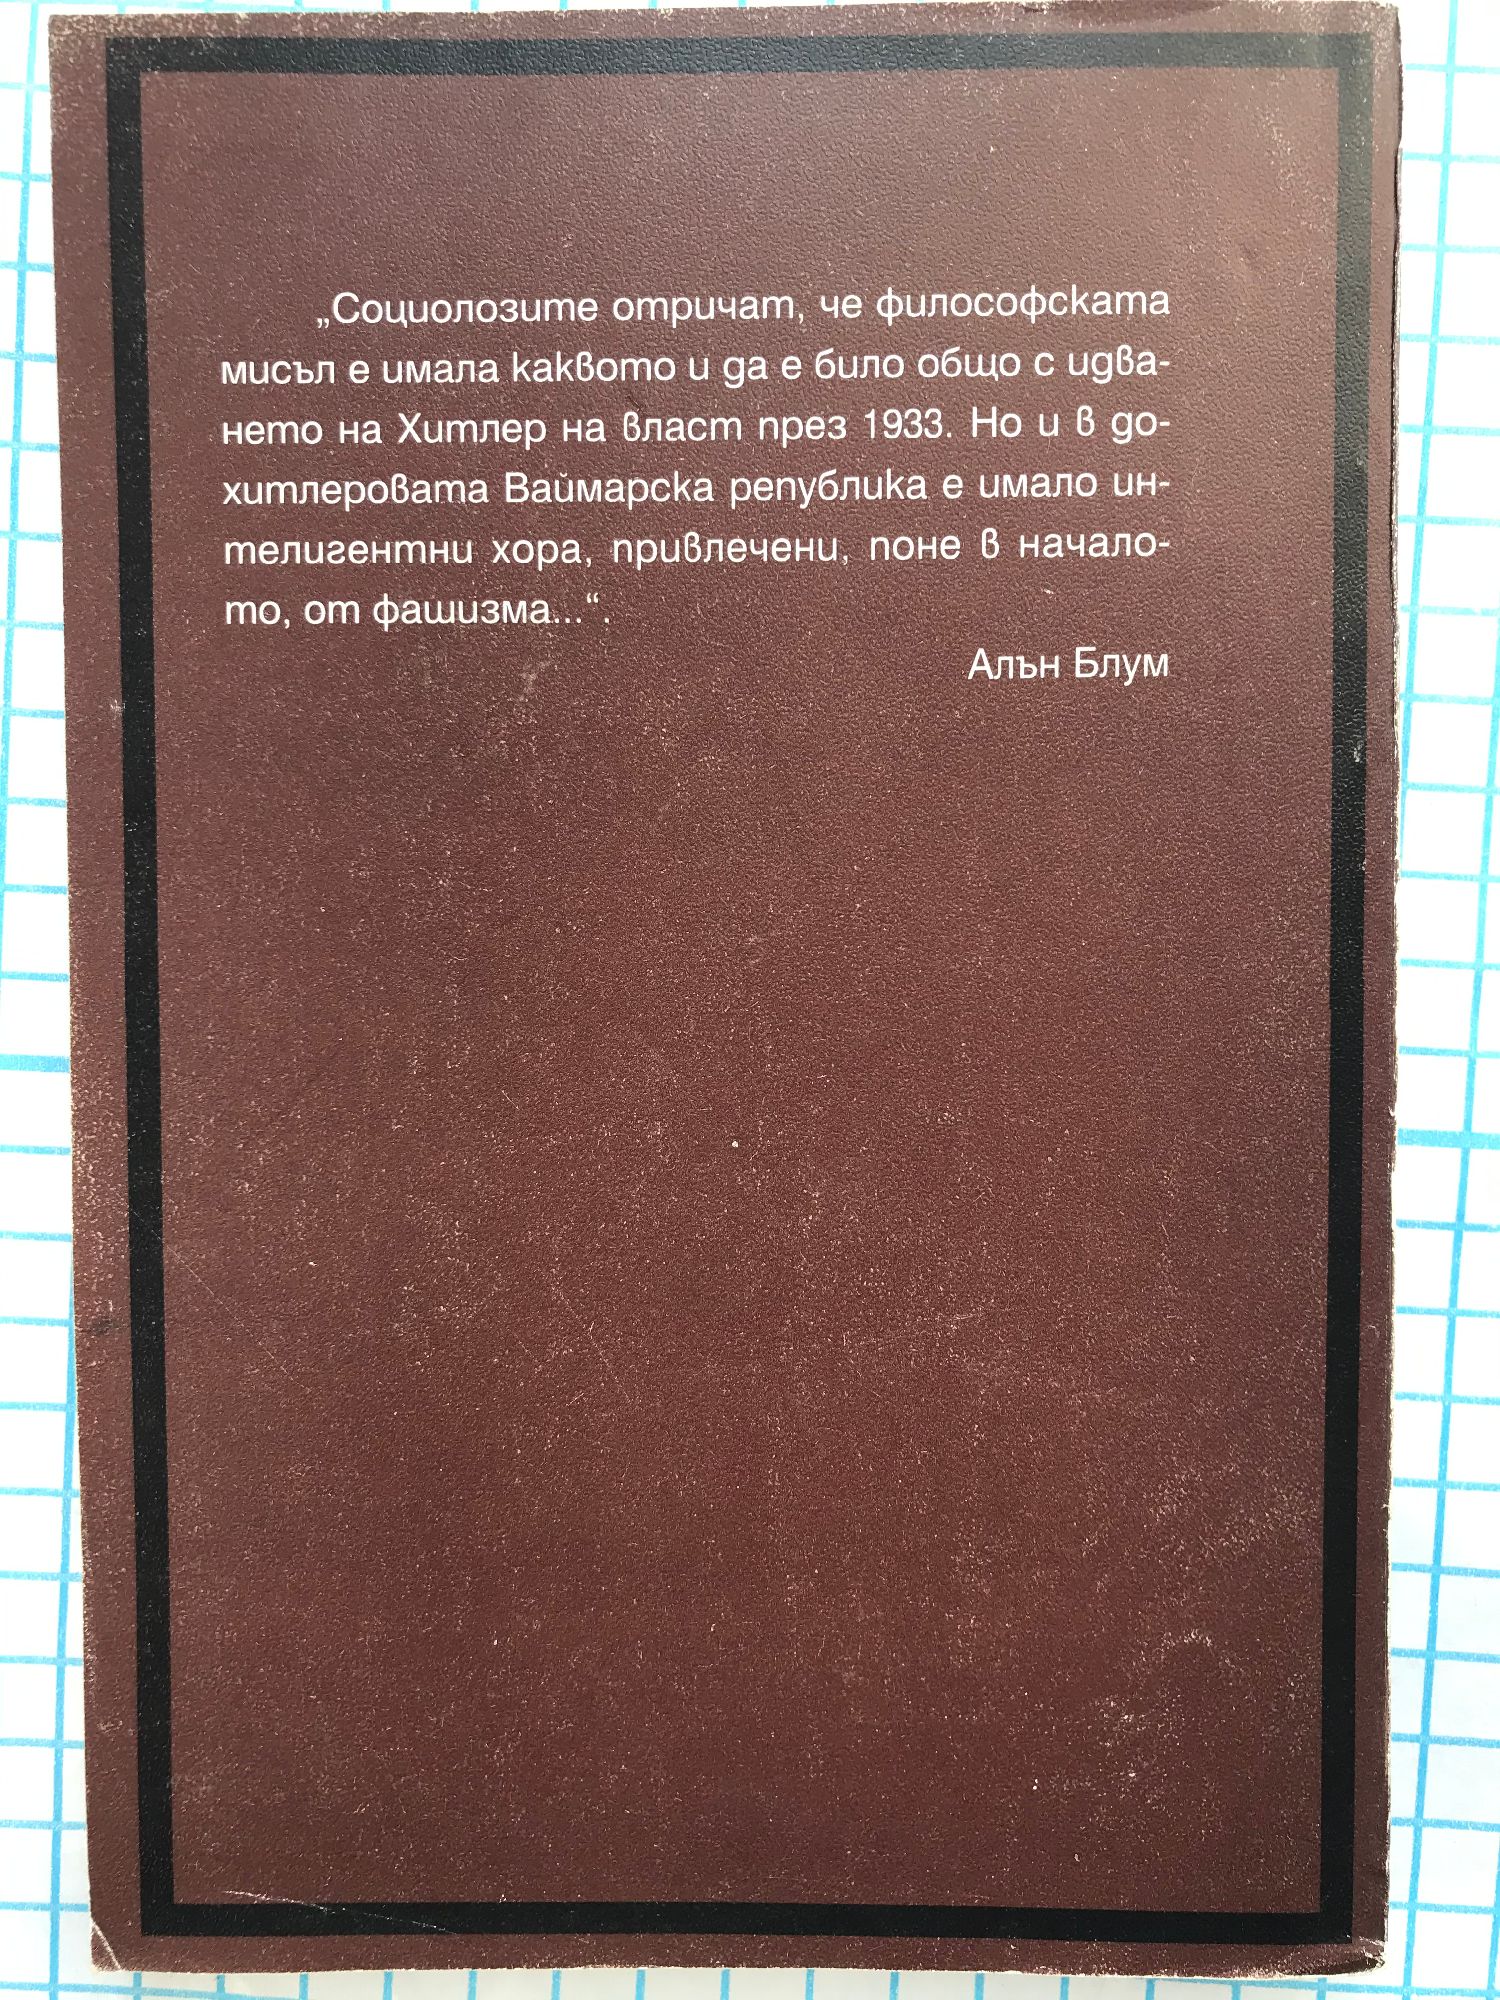 „Социолозите отричат, че философската
мисъл е имала каквото и да е било общо с идва-
нето на Хитлер на власт през 1933. Но и в до-
хитлеровата Ваймарска република е имало ин-
телигентни хора, привлечени, поне в начало-
то, от фашизма...“.
Алън Блум